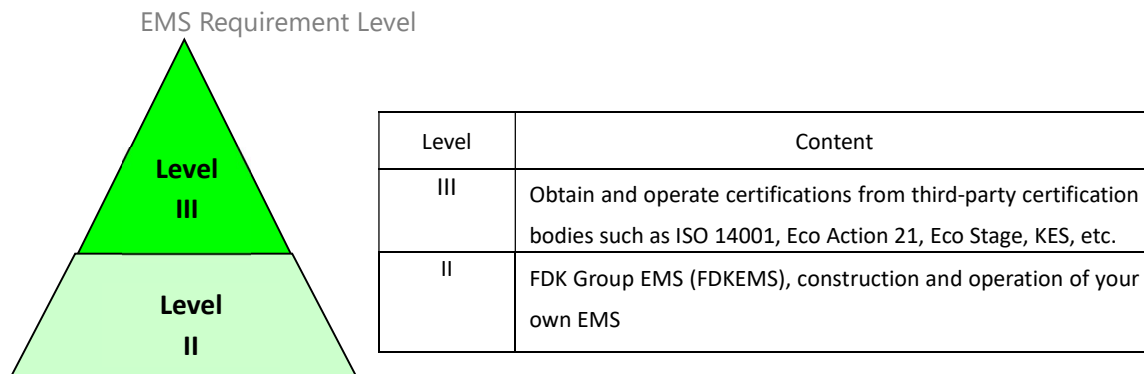 EMS Requirement Level
Level
III
Level
II
Level Content
III Obtain and operate certifications from third-party certification
bodies such as ISO 14001, Eco Action 21, Eco Stage, KES, etc.
II FDK Group EMS (FDKEMS), construction and operation of your
own EMS